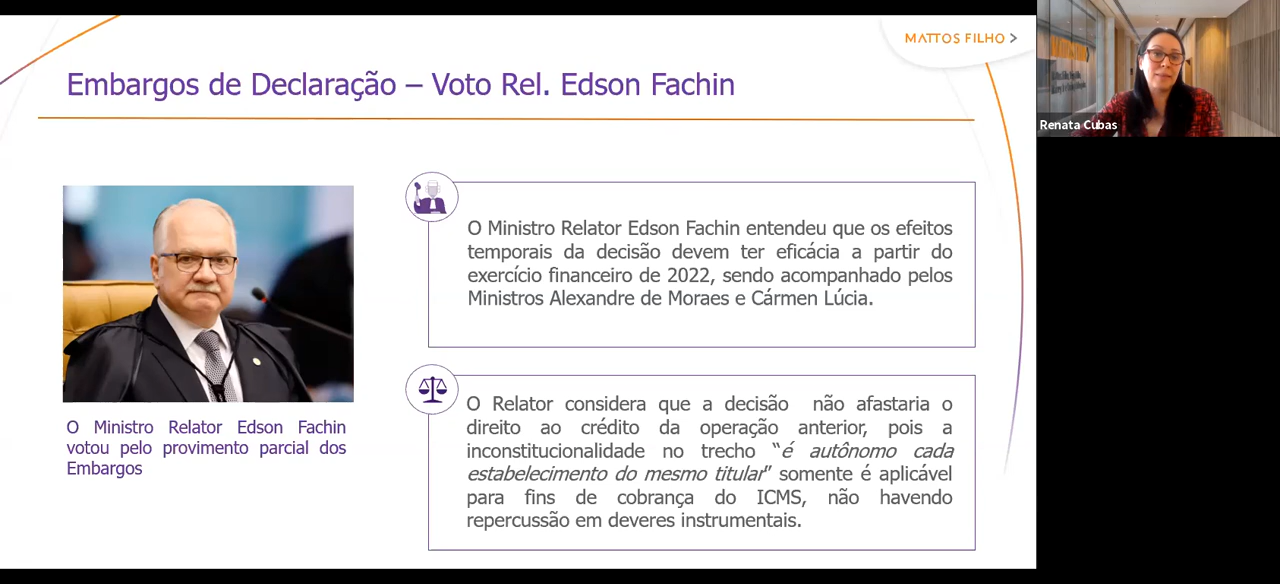 MATTOS FILHO
Embargos de Declaração – Voto Rel. Edson Fachin
Renata Cubas
O Ministro Relator Edson Fachin entendeu que os efeitos
temporais da decisão devem ter eficácia a partir do
exercício financeiro de 2022, sendo acompanhado pelos
Ministros Alexandre de Moraes e Cármen Lúcia.
O Ministro Relator Edson Fachin
votou pelo provimento parcial dos
Embargos
O Relator considera que a decisão não afastaria o
direito ao crédito da operação anterior, pois a
inconstitucionalidade no trecho “é autônomo cada
estabelecimento do mesmo titular” somente é aplicável
para fins de cobrança do ICMS, não havendo
repercussão em deveres instrumentais.